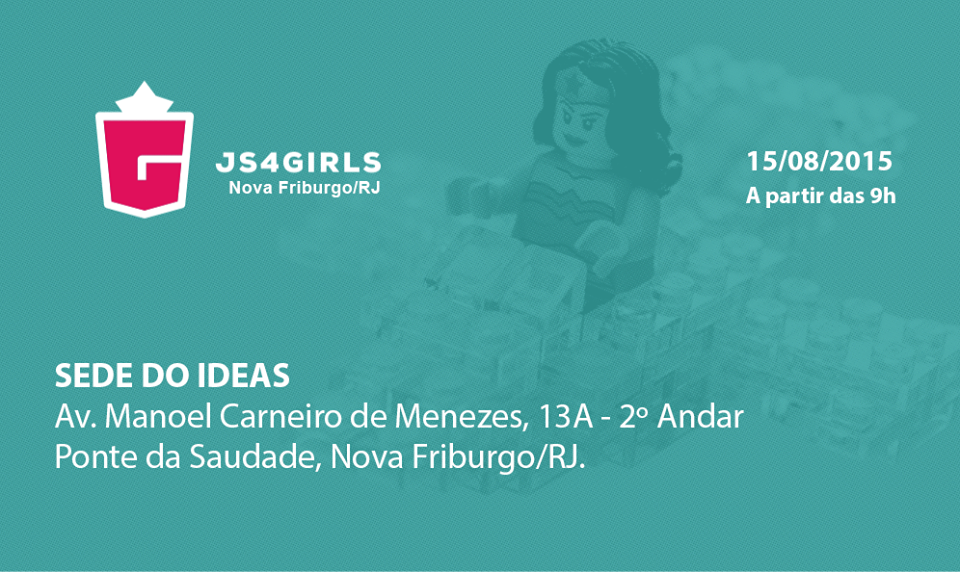 JS4GIRLS
Nova Friburgo/RJ
15/08/2015
A partir das 9h
SEDE DO IDEAS
Av. Manoel Carneiro de Menezes, 13A - 2º Andar
Ponte da Saudade, Nova Friburgo/RJ.